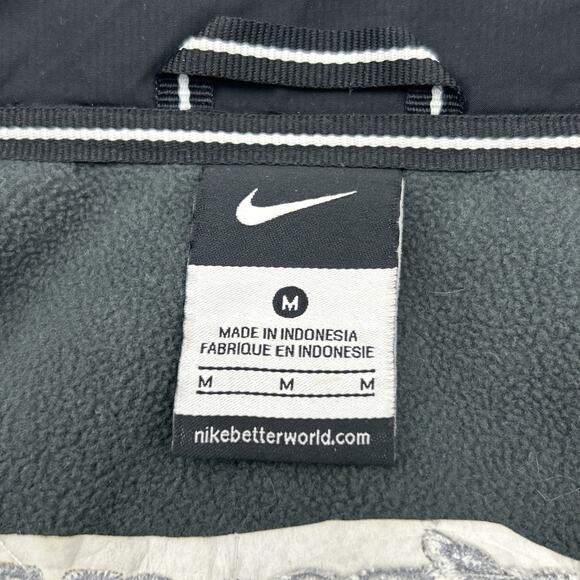 M
MADE IN INDONESIA
FABRIQUE EN INDONESIE
M M M
nikebetterworld.com